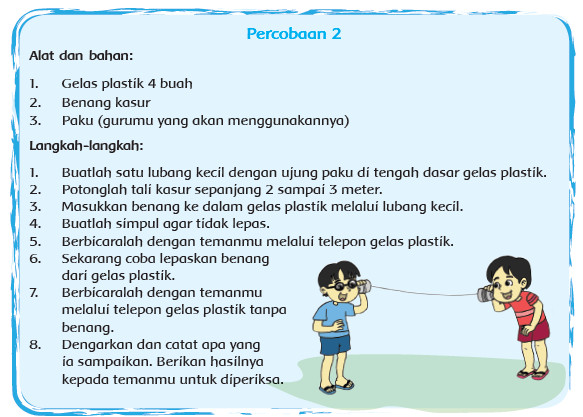 Percobaan 2
Alat dan bahan:
1. Gelas plastik 4 buah
2. Benang kasur
3. Paku (gurumu yang akan menggunakannya)
Langkah-langkah:
1. Buatlah satu lubang kecil dengan ujung paku di tengah dasar gelas plastik.
2. Potonglah tali kasur sepanjang 2 sampai 3 meter.
3. Masukkan benang ke dalam gelas plastik melalui lubang kecil.
4. Buatlah simpul agar tidak lepas.
5. Berbicaralah dengan temanmu melalui telepon gelas plastik.
6. Sekarang coba lepaskan benang
dari gelas plastik.
7. Berbicaralah dengan temanmu
melalui telepon gelas plastik tanpa
benang.
8. Dengarkan dan catat apa yang
ia sampaikan. Berikan hasilnya
kepada temanmu untuk diperiksa.